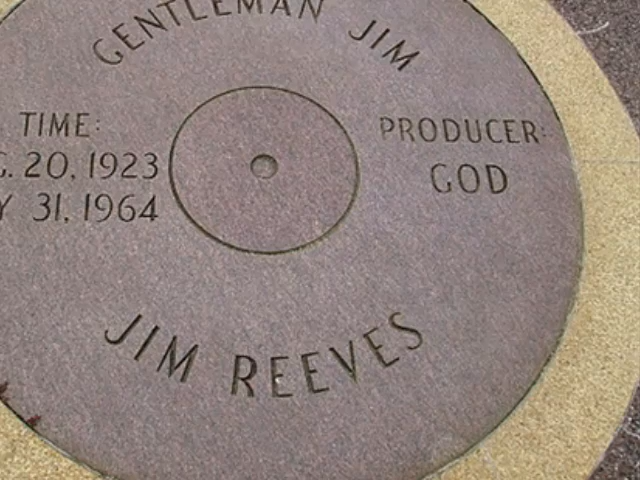 GENTLEMAN JIM
TIME:
G. 20, 1923
Y 31, 1964
PRODUCER:
GOD
JIM REEVES